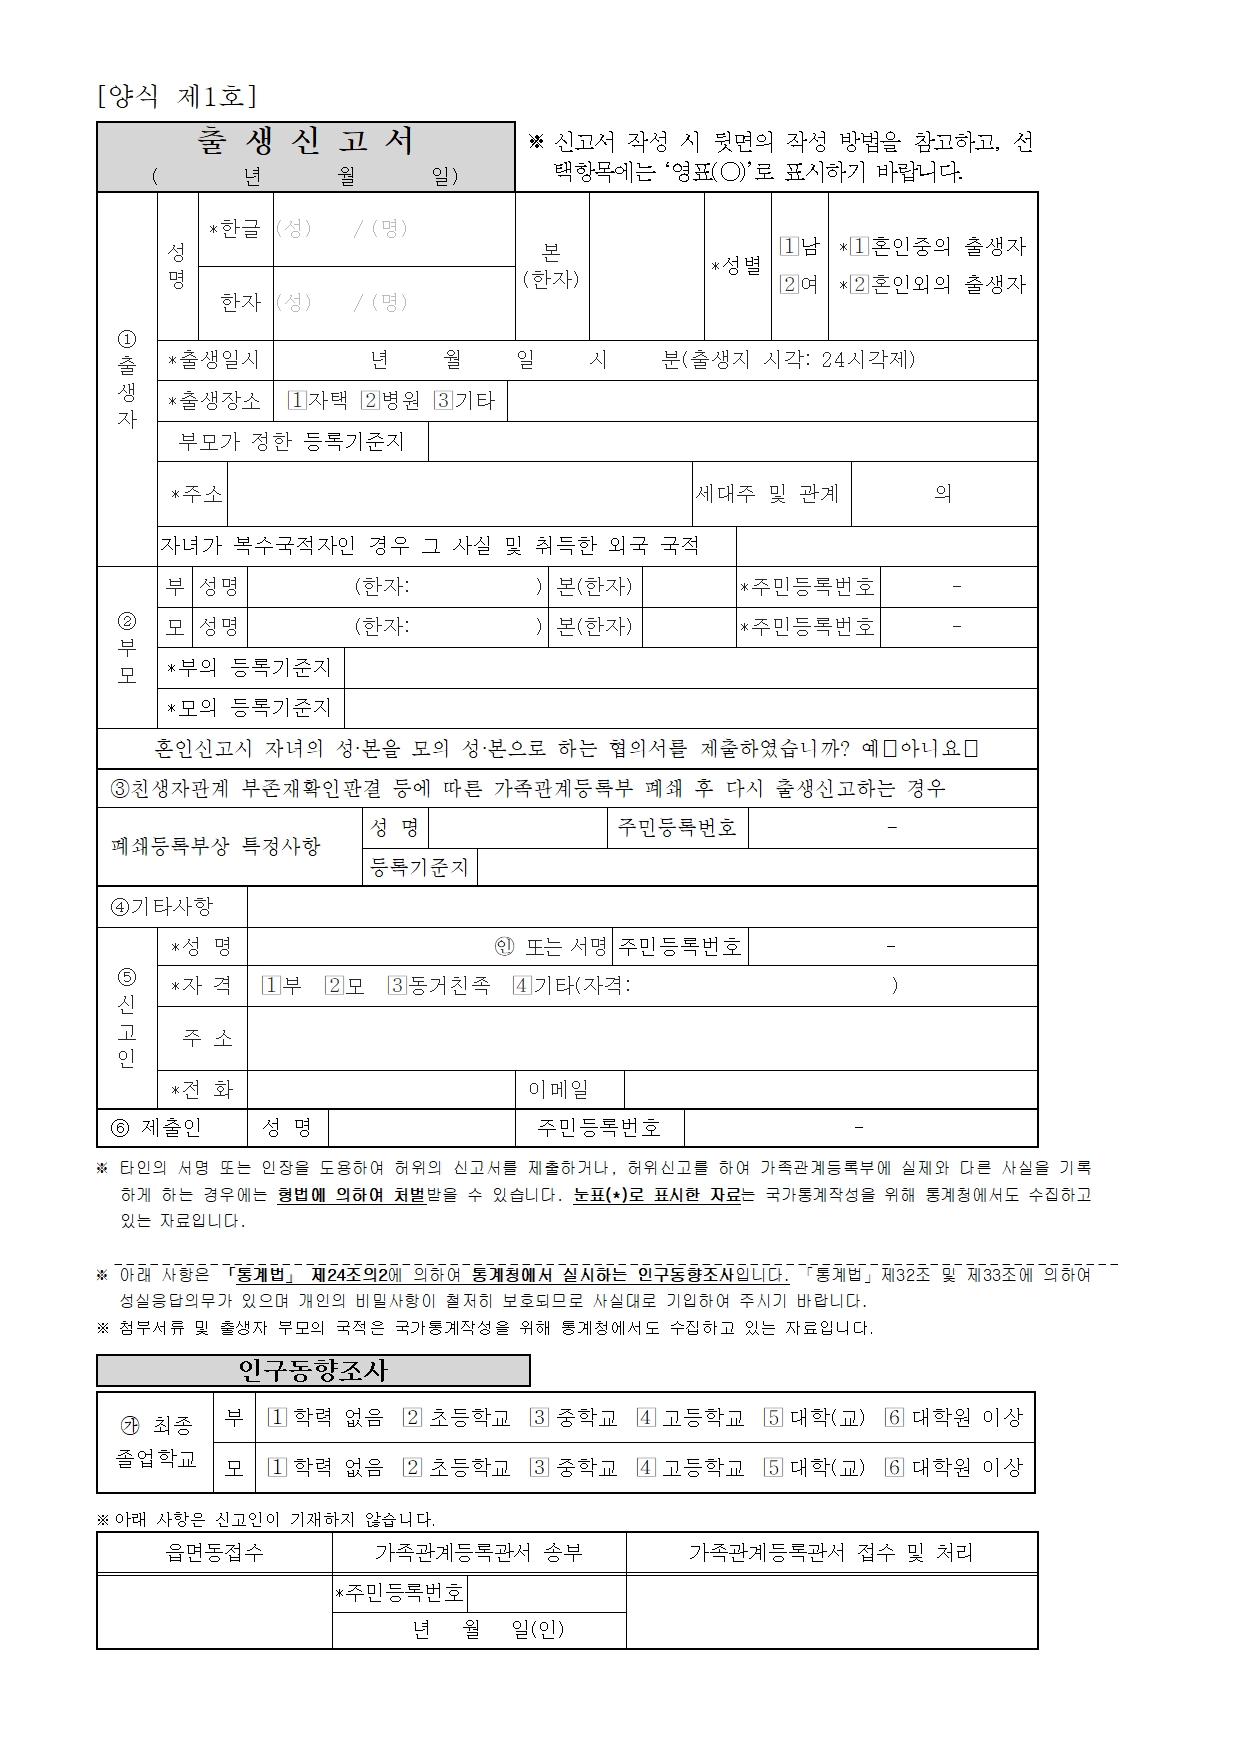 [양식 제1호]
출 생 신 고 서
( 년 월 일)
※ 신고서 작성 시 뒷면의 작성 방법을 참고하고, 선
택항목에는 ‘영표(○)’로 표시하기 바랍니다.
①출생자
성명
*한글 (성) / (명)
한자 (성) / (명)
본
(한자)
*성별
1남
2여
*1혼인중의 출생자
*2혼인외의 출생자
*출생일시 년 월 일 시 분(출생지 시각: 24시각제)
*출생장소 1자택 2병원 3기타
부모가 정한 등록기준지
*주소 세대주 및 관계 의
자녀가 복수국적자인 경우 그 사실 및 취득한 외국 국적
②부모
부 성명 (한자: ) 본(한자) *주민등록번호 -
모 성명 (한자: ) 본(한자) *주민등록번호 -
*부의 등록기준지
*모의 등록기준지
혼인신고시 자녀의 성·본을 모의 성·본으로 하는 협의서를 제출하였습니까? 예□아니요□
③친생자관계 부존재확인판결 등에 따른 가족관계등록부 폐쇄 후 다시 출생신고하는 경우
폐쇄등록부상 특정사항
성 명 주민등록번호 -
등록기준지
④기타사항
⑤신고인
*성 명 ㊞ 또는 서명 주민등록번호 -
*자 격 1부 2모 3동거친족 4기타(자격: )
주 소
*전 화 이메일
⑥ 제출인 성 명 주민등록번호 -
※ 타인의 서명 또는 인장을 도용하여 허위의 신고서를 제출하거나, 허위신고를 하여 가족관계등록부에 실제와 다른 사실을 기록
하게 하는 경우에는 형법에 의하여 처벌받을 수 있습니다. 눈표(*)로 표시한 자료는 국가통계작성을 위해 통계청에서도 수집하고
있는 자료입니다.
※ 아래 사항은 「통계법」 제24조의2에 의하여 통계청에서 실시하는 인구동향조사입니다. 「통계법」제32조 및 제33조에 의하여
성실응답의무가 있으며 개인의 비밀사항이 철저히 보호되므로 사실대로 기입하여 주시기 바랍니다.
※ 첨부서류 및 출생자 부모의 국적은 국가통계작성을 위해 통계청에서도 수집하고 있는 자료입니다.
인구동향조사
㉮ 최종
졸업학교
부 1 학력 없음 2 초등학교 3 중학교 4 고등학교 5 대학(교) 6 대학원 이상
모 1 학력 없음 2 초등학교 3 중학교 4 고등학교 5 대학(교) 6 대학원 이상
※ 아래 사항은 신고인이 기재하지 않습니다.
읍면동접수 가족관계등록관서 송부 가족관계등록관서 접수 및 처리
*주민등록번호
년 월 일(인)